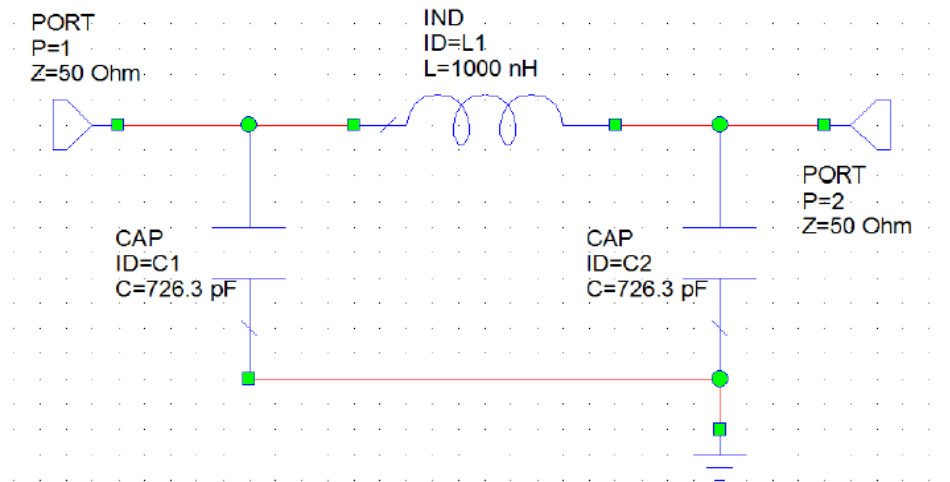 PORT
P=1
Z=50 Ohm
IND
ID=L1
L=1000 nH
PORT
P=2
Z=50 Ohm
CAP
ID=C1
C=726.3 pF
CAP
ID=C2
C=726.3 pF